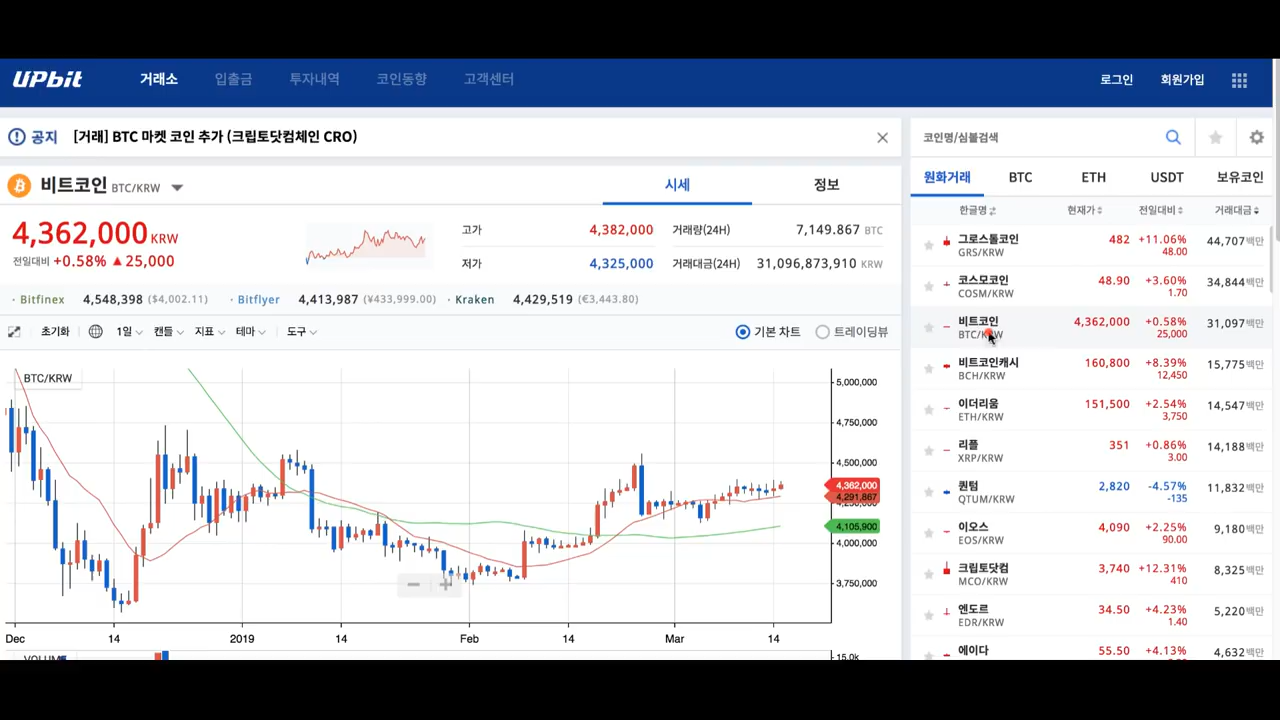 UPbit 거래소 입출금 투자내역 코인동향 고객센터 로그인 회원가입
공지 [거래] BTC 마켓 코인 추가 (크립토닷컴체인 CRO)
비트코인 BTC/KRW 시세 정보
4,362,000 KRW
전일대비 +0.58% ▲ 25,000
고가 4,382,000 거래량(24H) 7,149.867 BTC
저가 4,325,000 거래대금(24H) 31,096,873,910 KRW
· Bitfinex 4,548,398 ($4,002.11) · Bitflyer 4,413,987 (¥433,999.00) · Kraken 4,429,519 (€3,443.80)
초기화 1일 캔들 지표 테마 도구 기본 차트 트레이딩뷰
BTC/KRW
5,000,000
4,750,000
4,500,000
4,362,000
4,291,867
4,105,900
4,000,000
3,750,000
Dec 14 2019 14 Feb 14 Mar 14
VOLUME
15.0k
코인명/심볼검색
원화거래 BTC ETH USDT 보유코인
한글명 현재가 전일대비 거래대금
그로스톨코인 482 +11.06% 44,707백만
GRS/KRW 48.00
코스모코인 48.90 +3.60% 34,844백만
COSM/KRW 1.70
비트코인 4,362,000 +0.58% 31,097백만
BTC/KRW 25,000
비트코인캐시 160,800 +8.39% 15,775백만
BCH/KRW 12,450
이더리움 151,500 +2.54% 14,547백만
ETH/KRW 3,750
리플 351 +0.86% 14,188백만
XRP/KRW 3.00
퀀텀 2,820 -4.57% 11,832백만
QTUM/KRW -135
이오스 4,090 +2.25% 9,180백만
EOS/KRW 90.00
크립토닷컴 3,740 +12.31% 8,325백만
MCO/KRW 410
엔도르 34.50 +4.23% 5,220백만
EDR/KRW 1.40
에이다 55.50 +4.13% 4,632백만